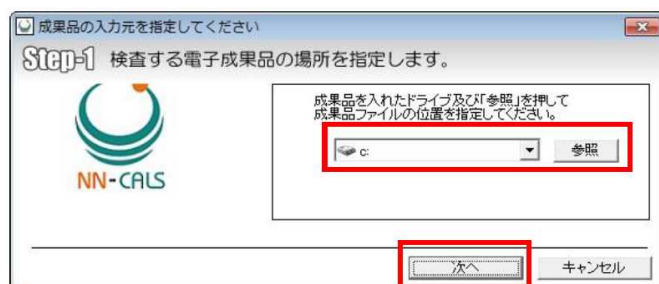 成果品の入力元を指定してください
Step-1 検査する電子成果品の場所を指定します。
成果品を入れたドライブ及び「参照」を押して
成果品ファイルの位置を指定してください。
c:
参照
NN-CALS
次へ
キャンセル